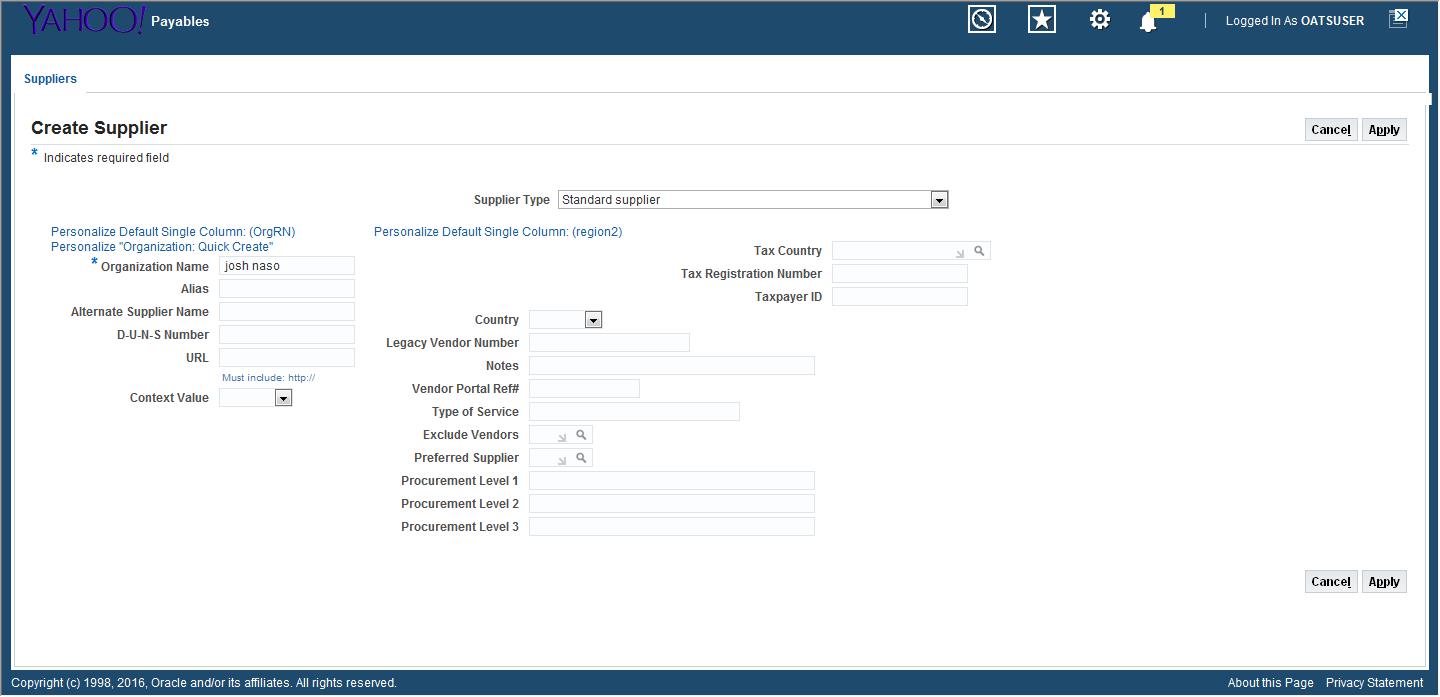 YAHOO! Payables
1
Logged In As OATSUSER
Suppliers
Create Supplier
Cancel Apply
* Indicates required field
Supplier Type Standard supplier
Personalize Default Single Column: (OrgRN)
Personalize "Organization: Quick Create"
* Organization Name josh naso
Alias
Alternate Supplier Name
D-U-N-S Number
URL
Must include: http://
Context Value
Personalize Default Single Column: (region2)
Tax Country
Tax Registration Number
Taxpayer ID
Country
Legacy Vendor Number
Notes
Vendor Portal Ref#
Type of Service
Exclude Vendors
Preferred Supplier
Procurement Level 1
Procurement Level 2
Procurement Level 3
Cancel Apply
Copyright (c) 1998, 2016, Oracle and/or its affiliates. All rights reserved.
About this Page Privacy Statement